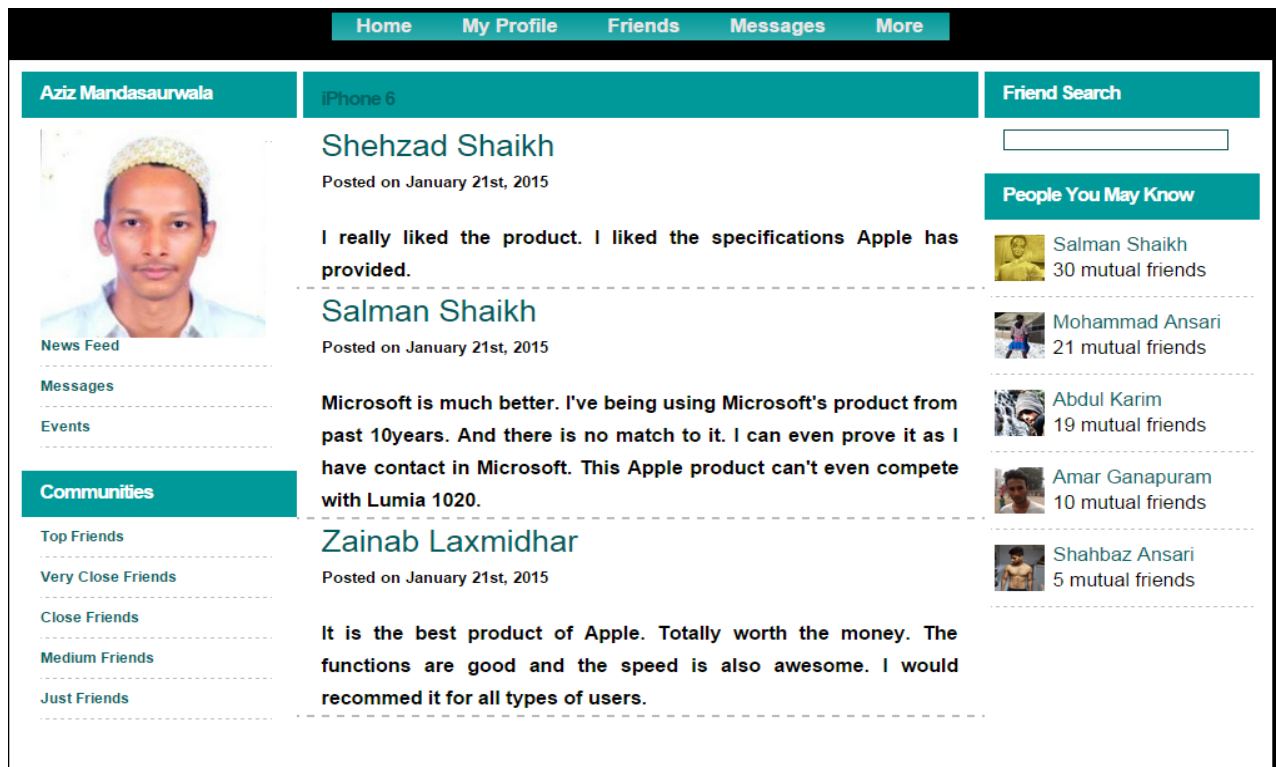 Home My Profile Friends Messages More
Aziz Mandasaurwala
News Feed
Messages
Events
Communities
Top Friends
Very Close Friends
Close Friends
Medium Friends
Just Friends
iPhone 6
Shehzad Shaikh
Posted on January 21st, 2015
I really liked the product. I liked the specifications Apple has
provided.
Salman Shaikh
Posted on January 21st, 2015
Microsoft is much better. I've being using Microsoft's product from
past 10years. And there is no match to it. I can even prove it as I
have contact in Microsoft. This Apple product can't even compete
with Lumia 1020.
Zainab Laxmidhar
Posted on January 21st, 2015
It is the best product of Apple. Totally worth the money. The
functions are good and the speed is also awesome. I would
recommed it for all types of users.
Friend Search
People You May Know
Salman Shaikh
30 mutual friends
Mohammad Ansari
21 mutual friends
Abdul Karim
19 mutual friends
Amar Ganapuram
10 mutual friends
Shahbaz Ansari
5 mutual friends